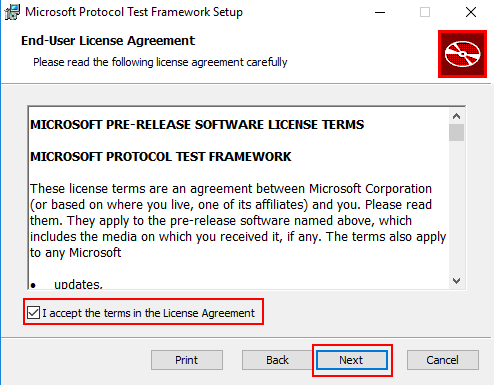 Microsoft Protocol Test Framework Setup
End-User License Agreement
Please read the following license agreement carefully
MICROSOFT PRE-RELEASE SOFTWARE LICENSE TERMS
MICROSOFT PROTOCOL TEST FRAMEWORK
These license terms are an agreement between Microsoft Corporation
(or based on where you live, one of its affiliates) and you. Please read
them. They apply to the pre-release software named above, which
includes the media on which you received it, if any. The terms also apply
to any Microsoft
• updates,
I accept the terms in the License Agreement
Print Back Next Cancel